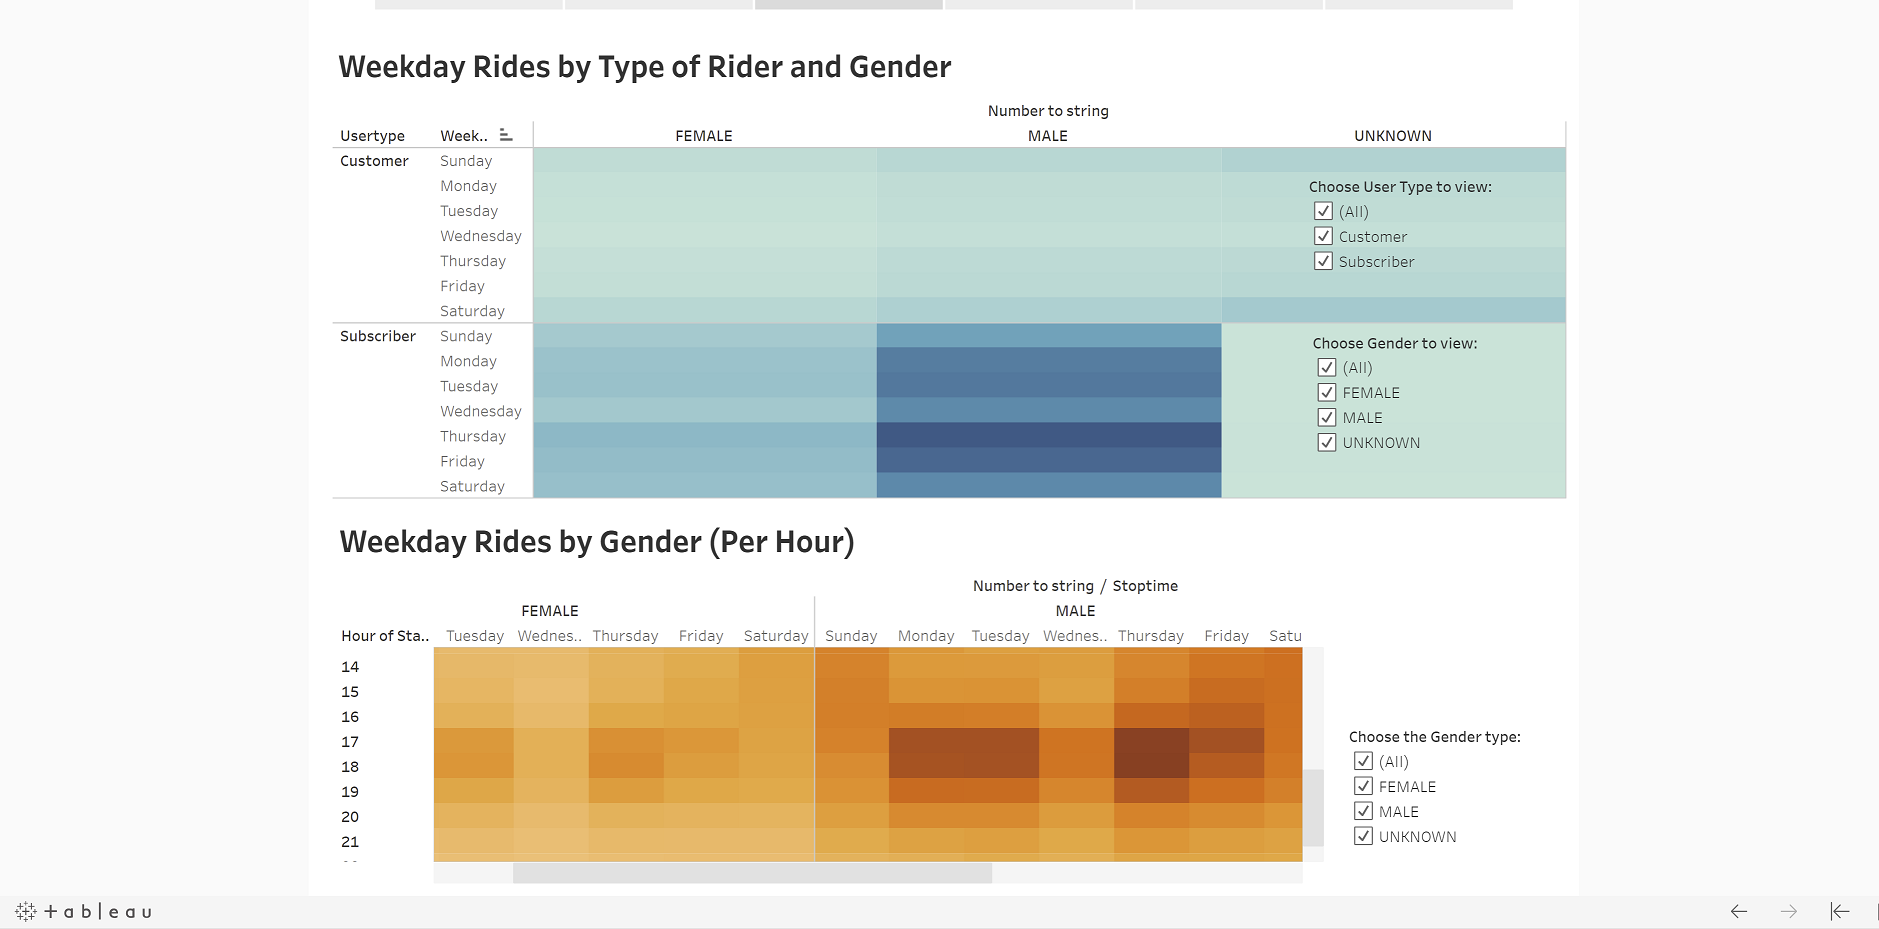 Weekday Rides by Type of Rider and Gender
Number to string
Usertype Week.. FEMALE MALE UNKNOWN
Customer Sunday
Monday
Tuesday
Wednesday
Thursday
Friday
Saturday
Choose User Type to view:
(All)
Customer
Subscriber
Subscriber Sunday
Monday
Tuesday
Wednesday
Thursday
Friday
Saturday
Choose Gender to view:
(All)
FEMALE
MALE
UNKNOWN
Weekday Rides by Gender (Per Hour)
Number to string / Stoptime
FEMALE MALE
Hour of Sta.. Tuesday Wednes.. Thursday Friday Saturday Sunday Monday Tuesday Wednes.. Thursday Friday Satu
14
15
16
17
18
19
20
21
Choose the Gender type:
(All)
FEMALE
MALE
UNKNOWN
+ableau